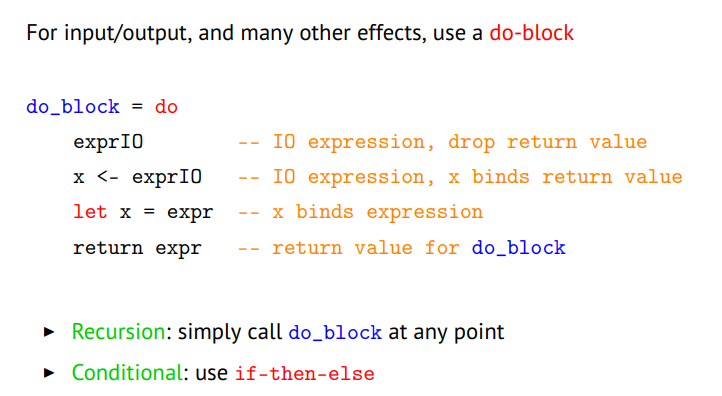 For input/output, and many other effects, use a do-block
do_block = do
exprIO -- IO expression, drop return value
x <- exprIO -- IO expression, x binds return value
let x = expr -- x binds expression
return expr -- return value for do_block
▶ Recursion: simply call do_block at any point
▶ Conditional: use if-then-else